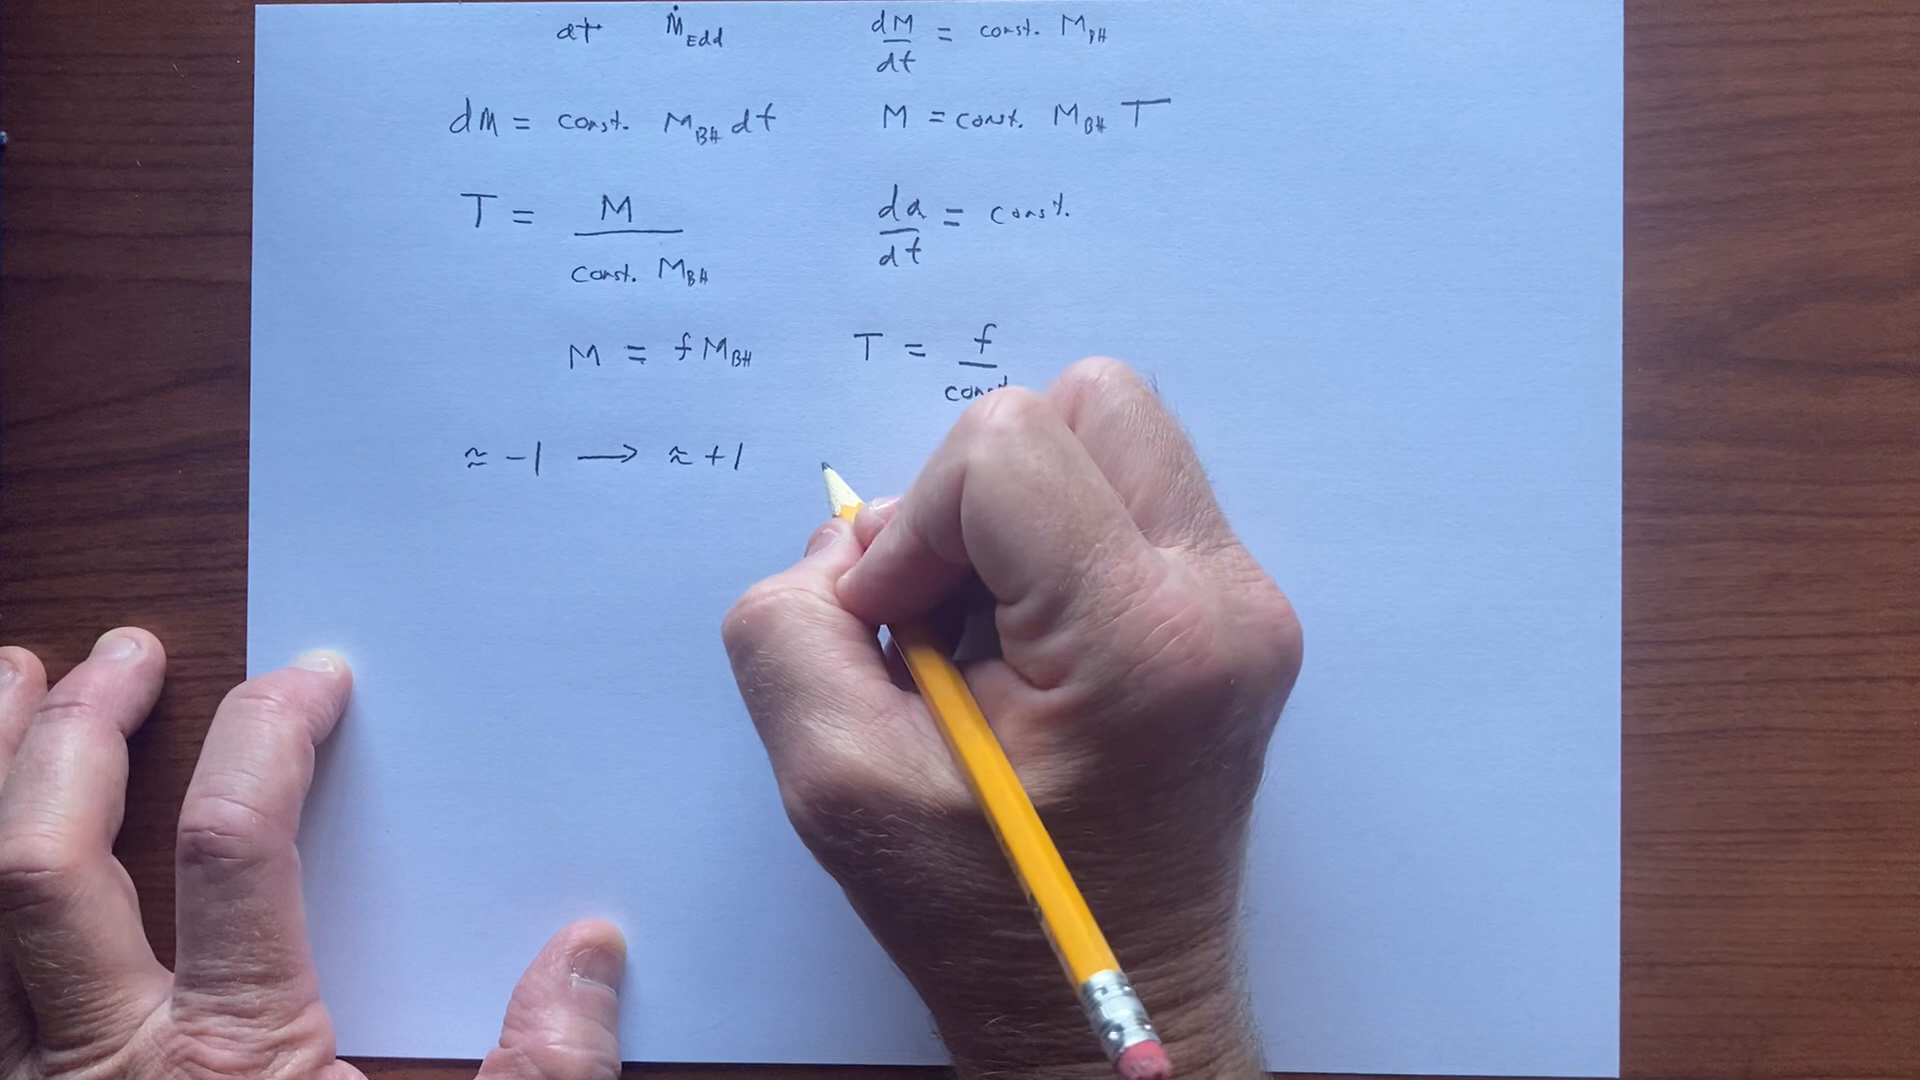 at Ṁ_Edd dM/dt = const. M_BH
dM = const. M_BH dt M = const. M_BH T
T = M / const. M_BH da/dt = const.
M = f M_BH T = f / const
≈ -1 → ≈ +1